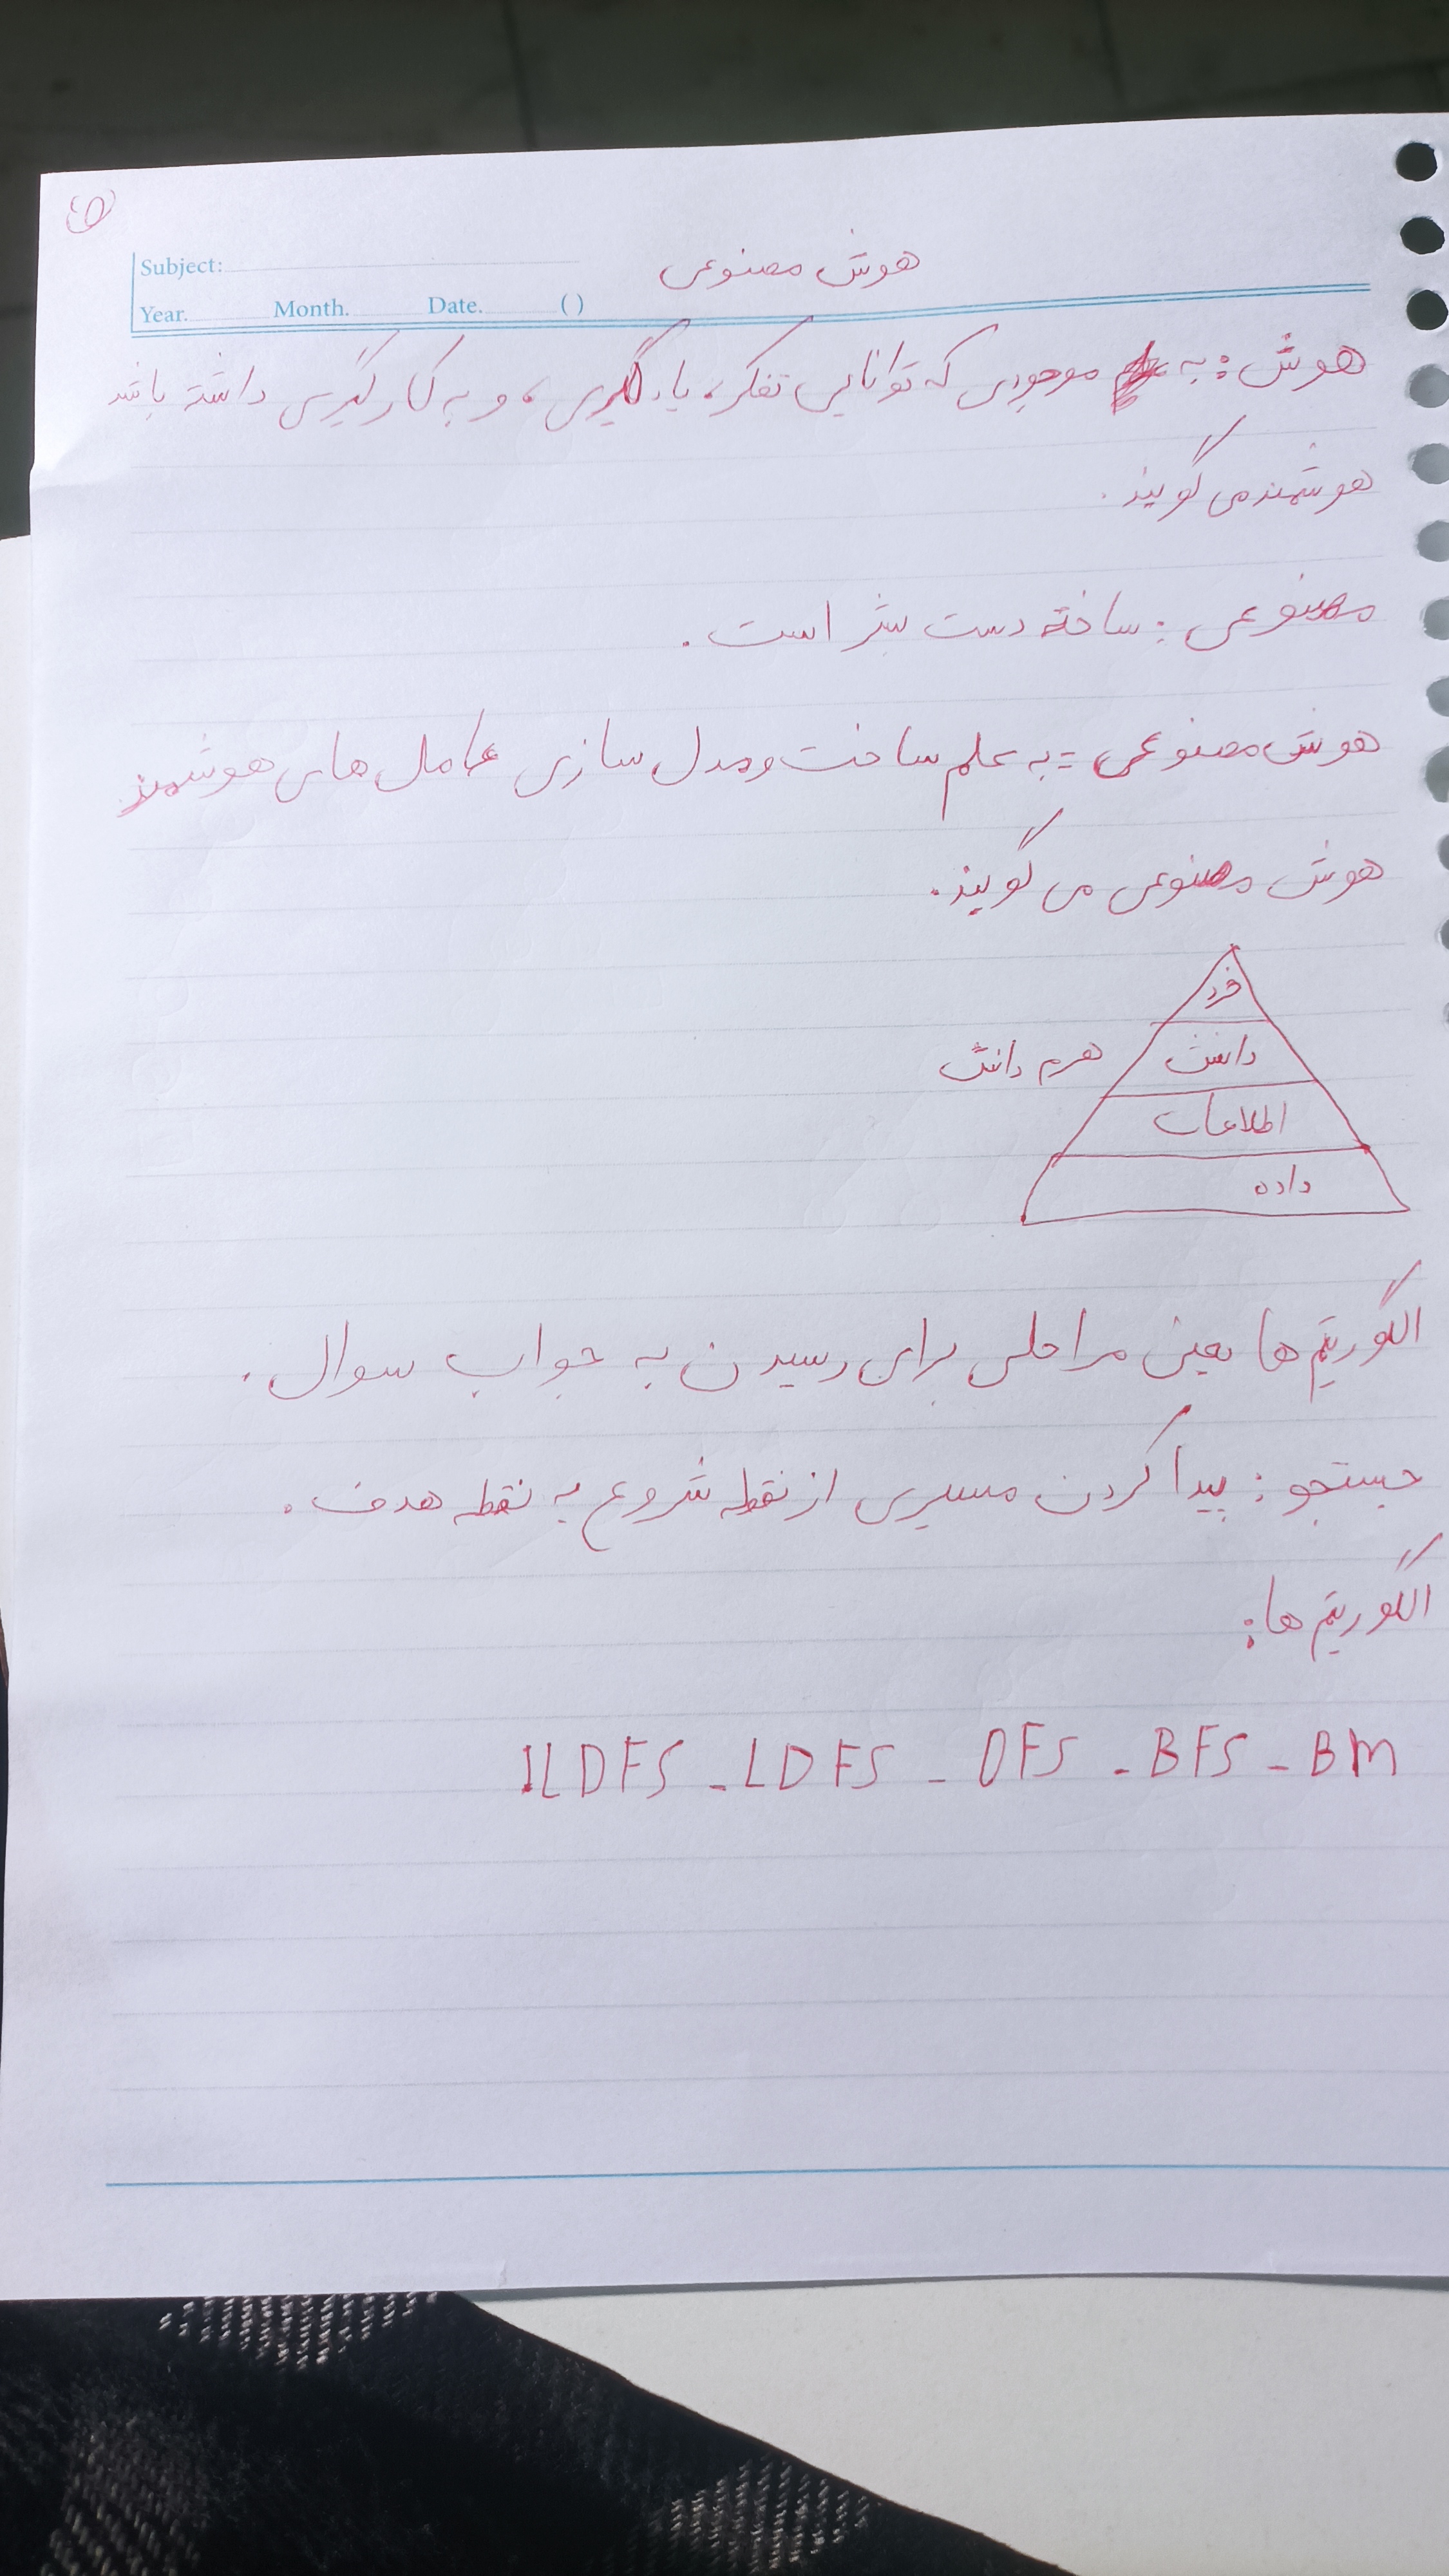 هوش مصنوعی
Subject:
Year. Month. Date. ( )
هوش: به موجودی که توانایی تفکر، یادگیری، و به کارگیری داشته باشد
هوشمند می گویند.
مصنوعی: ساخته دست بشر است.
هوش مصنوعی = به علم ساخت و مدل سازی عامل های هوشمند
هوش مصنوعی می گویند.
خرد
دانش
هرم دانش
اطلاعات
داده
الگوریتم ها یعنی مراحلی برای رسیدن به جواب سوال.
جستجو: پیدا کردن مسیری از نقطه شروع به نقطه هدف.
الگوریتم ها:
ILDFS - LDFS - DFS - BFS - BM